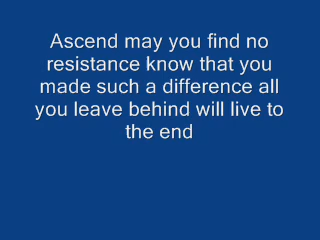 Ascend may you find no
resistance know that you
made such a difference all
you leave behind will live to
the end